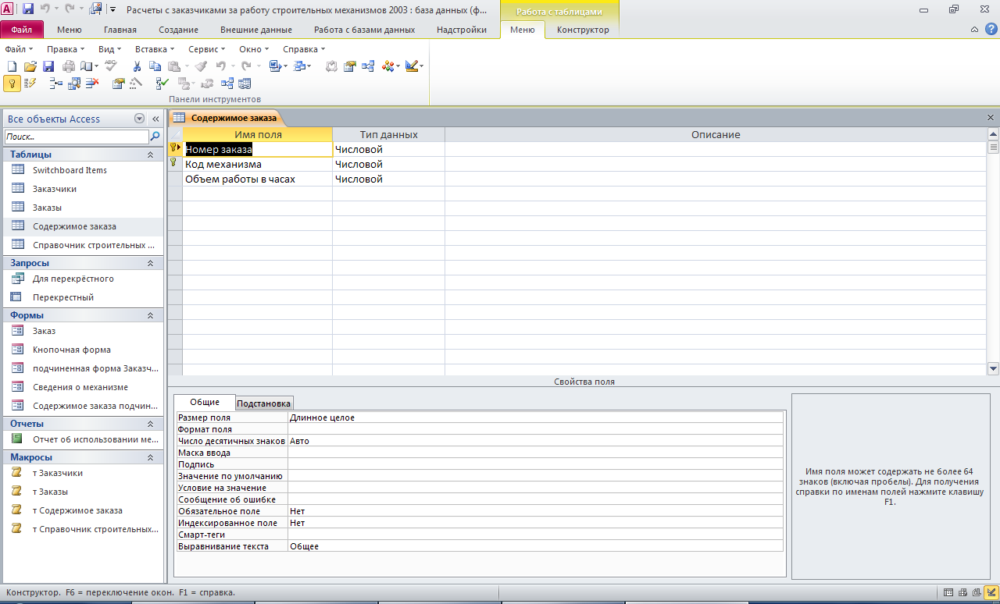 Расчеты с заказчиками за работу строительных механизмов 2003 : база данных (ф...
Работа с таблицами
Файл Меню Главная Создание Внешние данные Работа с базами данных Надстройки Меню Конструктор
Файл Правка Вид Вставка Сервис Окно Справка
Панели инструментов
Все объекты Access
Поиск...
Таблицы
Switchboard Items
Заказчики
Заказы
Содержимое заказа
Справочник строительных ...
Запросы
Для перекрёстного
Перекрестный
Формы
Заказ
Кнопочная форма
подчиненная форма Заказч...
Сведения о механизме
Содержимое заказа подчин...
Отчеты
Отчет об использовании ме...
Макросы
т Заказчики
т Заказы
т Содержимое заказа
т Справочник строительных...
Содержимое заказа
Имя поля Тип данных Описание
Номер заказа Числовой
Код механизма Числовой
Объем работы в часах Числовой
Свойства поля
Общие Подстановка
Размер поля Длинное целое
Формат поля
Число десятичных знаков Авто
Маска ввода
Подпись
Значение по умолчанию
Условие на значение
Сообщение об ошибке
Обязательное поле Нет
Индексированное поле Нет
Смарт-теги
Выравнивание текста Общее
Имя поля может содержать не более 64
знаков (включая пробелы). Для получения
справки по именам полей нажмите клавишу
F1.
Конструктор. F6 = переключение окон. F1 = справка.